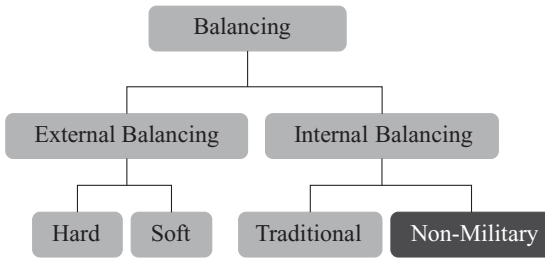 Balancing
External Balancing
Internal Balancing
Hard
Soft
Traditional
Non-Military